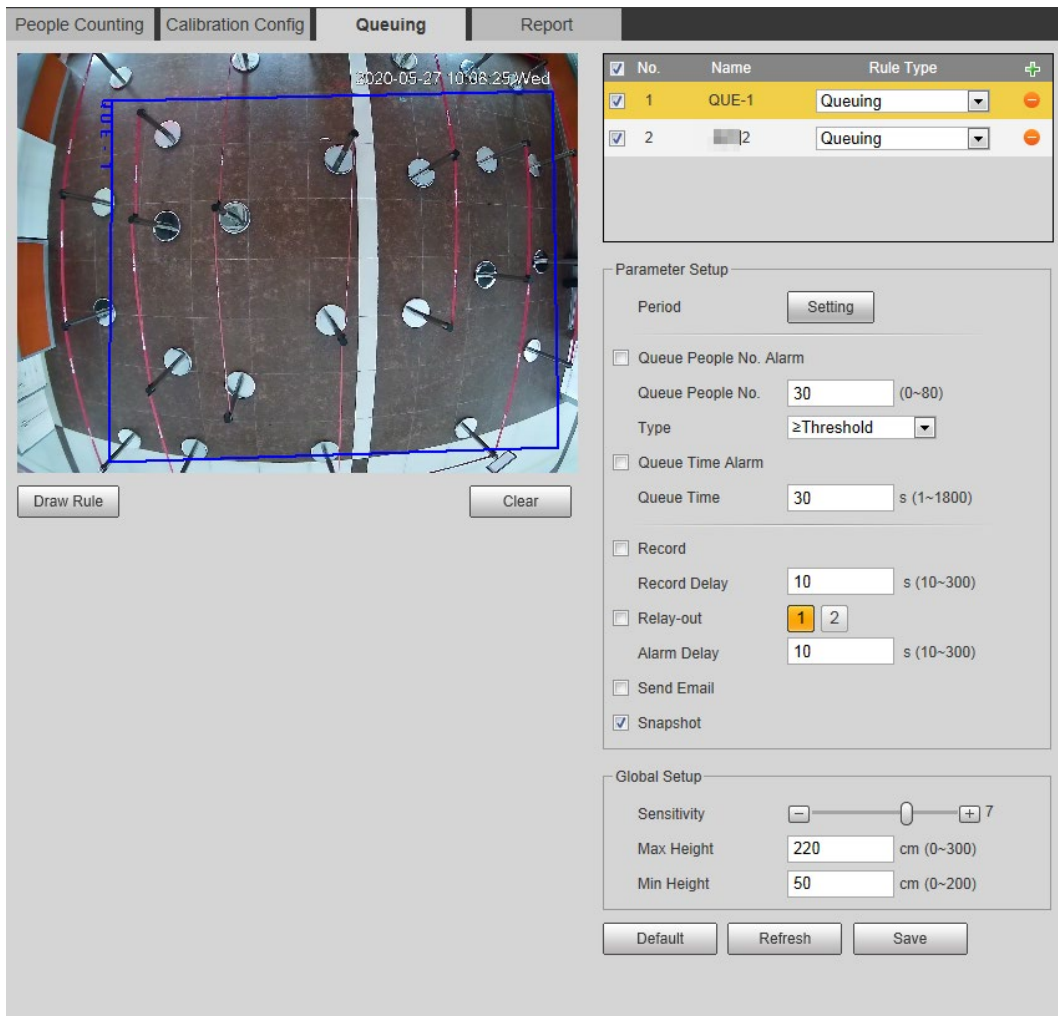 People Counting Calibration Config Queuing Report
2020-05-27 10:08:25 Wed
QUE-1
No. Name Rule Type
1 QUE-1 Queuing
2 2 Queuing
Parameter Setup
Period Setting
Queue People No. Alarm
Queue People No. 30 (0~80)
Type ≥Threshold
Queue Time Alarm
Queue Time 30 s (1~1800)
Record
Record Delay 10 s (10~300)
Relay-out 1 2
Alarm Delay 10 s (10~300)
Send Email
Snapshot
Draw Rule Clear
Global Setup
Sensitivity 7
Max Height 220 cm (0~300)
Min Height 50 cm (0~200)
Default Refresh Save